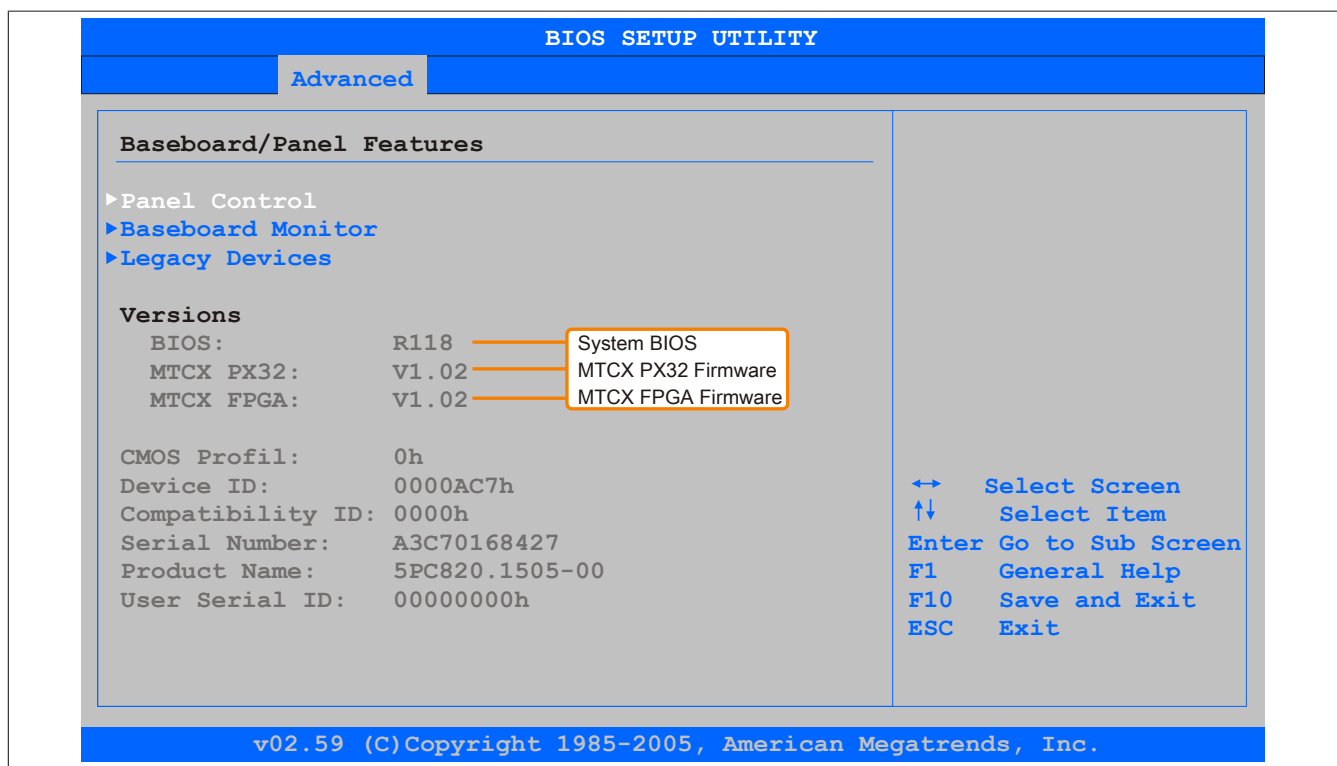 BIOS SETUP UTILITY
Advanced
Baseboard/Panel Features
▶Panel Control
▶Baseboard Monitor
▶Legacy Devices
Versions
BIOS: R118 System BIOS
MTCX PX32: V1.02 MTCX PX32 Firmware
MTCX FPGA: V1.02 MTCX FPGA Firmware
CMOS Profil: 0h
Device ID: 0000AC7h
Compatibility ID: 0000h
Serial Number: A3C70168427
Product Name: 5PC820.1505-00
User Serial ID: 00000000h
↔ Select Screen
↑↓ Select Item
Enter Go to Sub Screen
F1 General Help
F10 Save and Exit
ESC Exit
v02.59 (C)Copyright 1985-2005, American Megatrends, Inc.